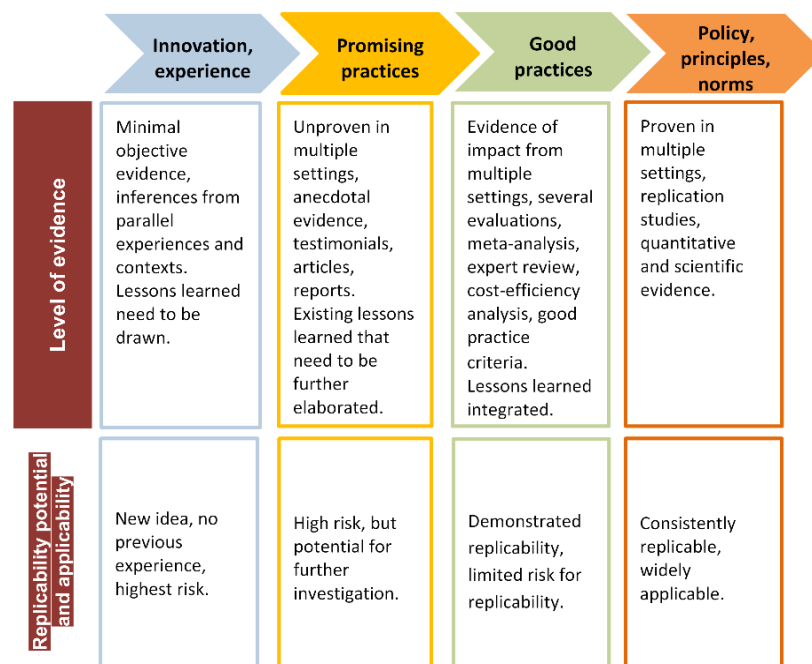 Innovation,
experience
Promising
practices
Good
practices
Policy,
principles,
norms
Level of evidence
Minimal
objective
evidence,
inferences from
parallel
experiences and
contexts.
Lessons learned
need to be
drawn.
Unproven in
multiple
settings,
anecdotal
evidence,
testimonials,
articles,
reports.
Existing lessons
learned that
need to be
further
elaborated.
Evidence of
impact from
multiple
settings, several
evaluations,
meta-analysis,
expert review,
cost-efficiency
analysis, good
practice
criteria.
Lessons learned
integrated.
Proven in
multiple
settings,
replication
studies,
quantitative
and scientific
evidence.
Replicability potential
and applicability
New idea, no
previous
experience,
highest risk.
High risk, but
potential for
further
investigation.
Demonstrated
replicability,
limited risk for
replicability.
Consistently
replicable,
widely
applicable.